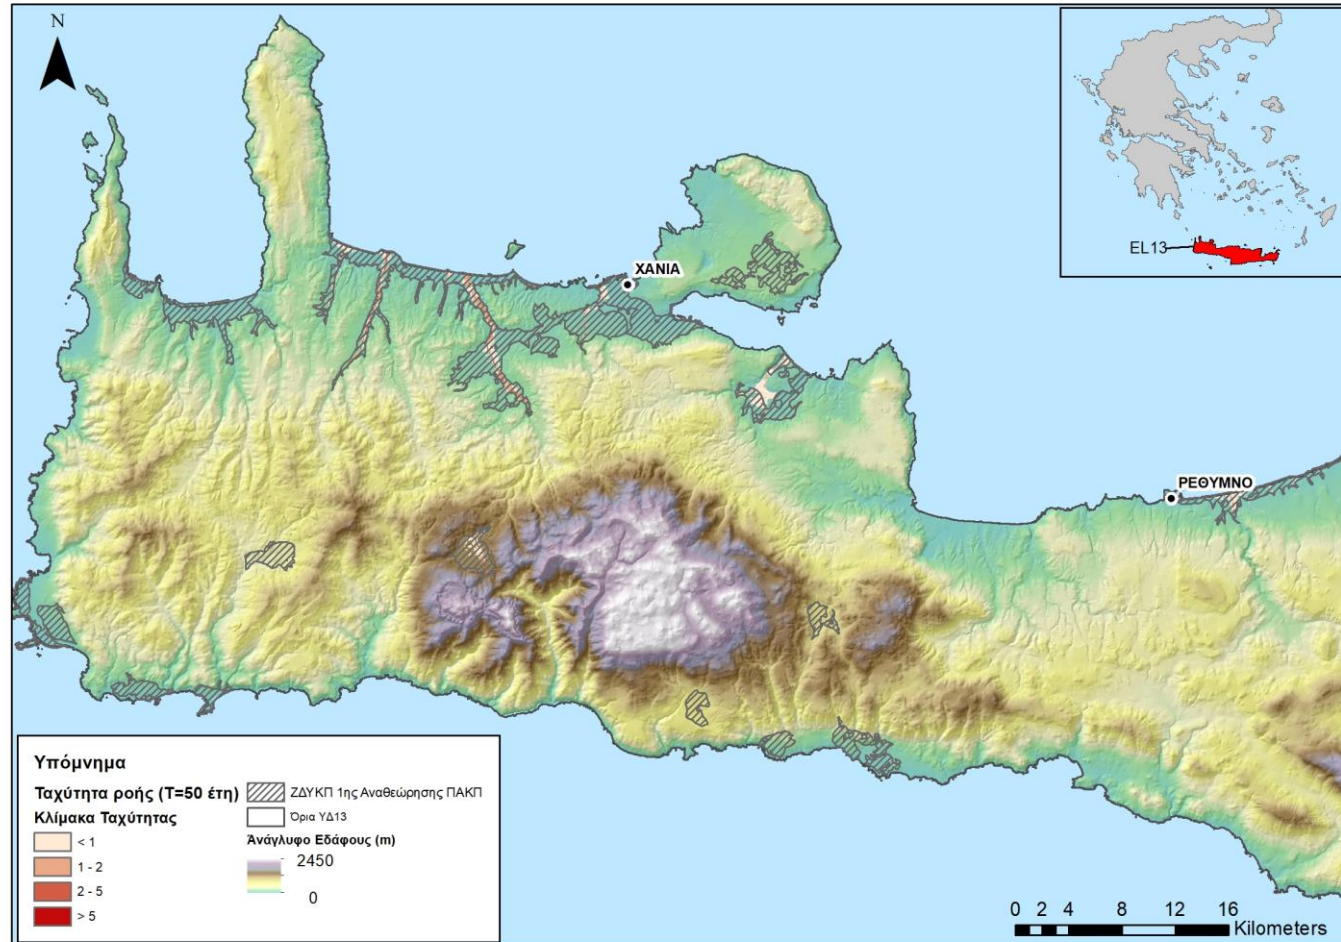 N
EL13
ΧΑΝΙΑ
ΡΕΘΥΜΝΟ
Υπόμνημα
Ταχύτητα ροής (T=50 έτη)
Κλίμακα Ταχύτητας
< 1
1 - 2
2 - 5
> 5
ΖΔΥΚΠ 1ης Αναθεώρησης ΠΑΚΠ
Όρια ΥΔ13
Άνάγλυφο Εδάφους (m)
2450
0
0 2 4 8 12 16
Kilometers